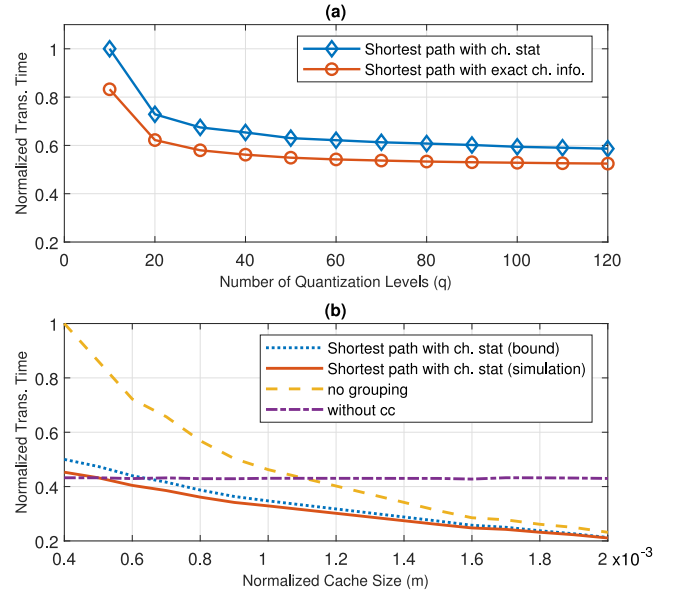 (a)
Normalized Trans. Time
1
0.8
0.6
0.4
0.2
Shortest path with ch. stat
Shortest path with exact ch. info.
0 20 40 60 80 100 120
Number of Quantization Levels (q)
(b)
Normalized Trans. Time
1
0.8
0.6
0.4
0.2
Shortest path with ch. stat (bound)
Shortest path with ch. stat (simulation)
no grouping
without cc
0.4 0.6 0.8 1 1.2 1.4 1.6 1.8 2 ×10⁻³
Normalized Cache Size (m)